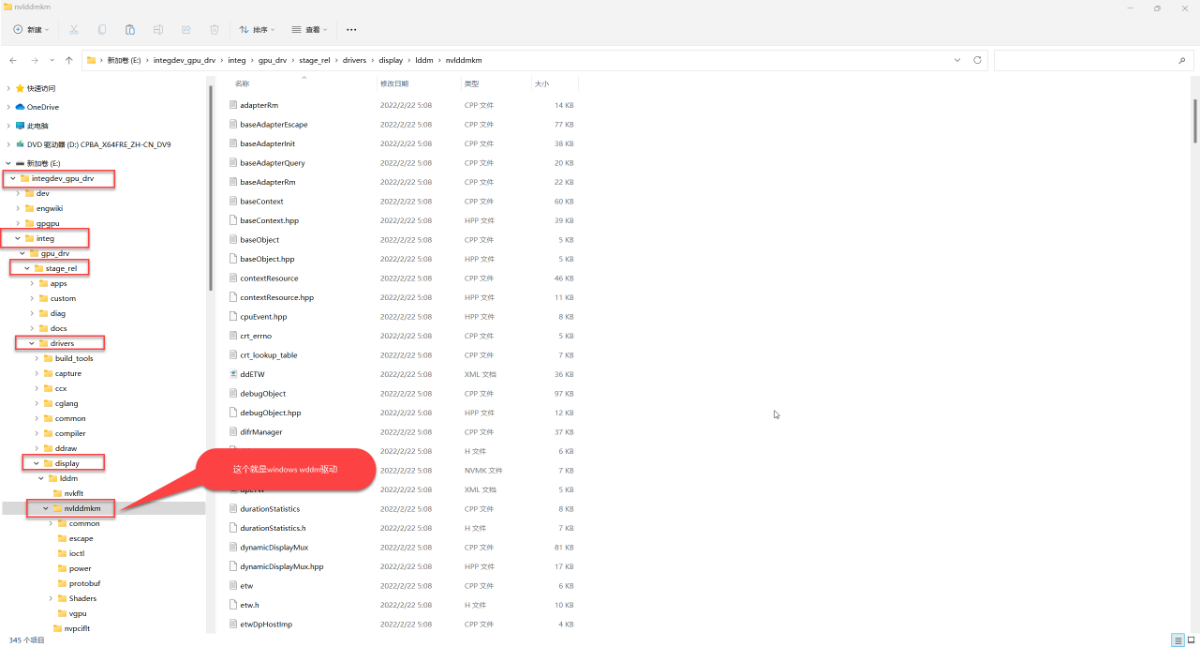 nvlddmkm
新建
排序
查看
新加卷 (E:) › integdev_gpu_drv › integ › gpu_drv › stage_rel › drivers › display › lddm › nvlddmkm
快速访问
OneDrive
此电脑
DVD 驱动器 (D:) CPBA_X64FRE_ZH-CN_DV9
新加卷 (E:)
integdev_gpu_drv
dev
engwiki
gpgpu
integ
gpu_drv
stage_rel
apps
custom
diag
docs
drivers
build_tools
capture
ccx
cglang
common
compiler
ddraw
display
lddm
nvkflt
nvlddmkm
common
escape
ioctl
power
protobuf
Shaders
vgpu
nvpciflt
名称 修改日期 类型 大小
adapterRm 2022/2/22 5:08 CPP 文件 14 KB
baseAdapterEscape 2022/2/22 5:08 CPP 文件 77 KB
baseAdapterInit 2022/2/22 5:08 CPP 文件 38 KB
baseAdapterQuery 2022/2/22 5:08 CPP 文件 20 KB
baseAdapterRm 2022/2/22 5:08 CPP 文件 22 KB
baseContext 2022/2/22 5:08 CPP 文件 60 KB
baseContext.hpp 2022/2/22 5:08 HPP 文件 39 KB
baseObject 2022/2/22 5:08 CPP 文件 5 KB
baseObject.hpp 2022/2/22 5:08 HPP 文件 5 KB
contextResource 2022/2/22 5:08 CPP 文件 46 KB
contextResource.hpp 2022/2/22 5:08 HPP 文件 11 KB
cpuEvent.hpp 2022/2/22 5:08 HPP 文件 8 KB
crt_errno 2022/2/22 5:08 CPP 文件 5 KB
crt_lookup_table 2022/2/22 5:08 CPP 文件 7 KB
ddETW 2022/2/22 5:08 XML 文档 36 KB
debugObject 2022/2/22 5:08 CPP 文件 97 KB
debugObject.hpp 2022/2/22 5:08 HPP 文件 12 KB
difrManager 2022/2/22 5:08 CPP 文件 37 KB
2022/2/22 5:08 H 文件 6 KB
这个就是windows wddm驱动
2022/2/22 5:08 NVMK 文件 7 KB
2022/2/22 5:08 XML 文档 5 KB
durationStatistics 2022/2/22 5:08 CPP 文件 8 KB
durationStatistics.h 2022/2/22 5:08 H 文件 7 KB
dynamicDisplayMux 2022/2/22 5:08 CPP 文件 81 KB
dynamicDisplayMux.hpp 2022/2/22 5:08 HPP 文件 17 KB
etw 2022/2/22 5:08 CPP 文件 6 KB
etw.h 2022/2/22 5:08 H 文件 10 KB
etwDpHostImp 2022/2/22 5:08 CPP 文件 4 KB
345 个项目